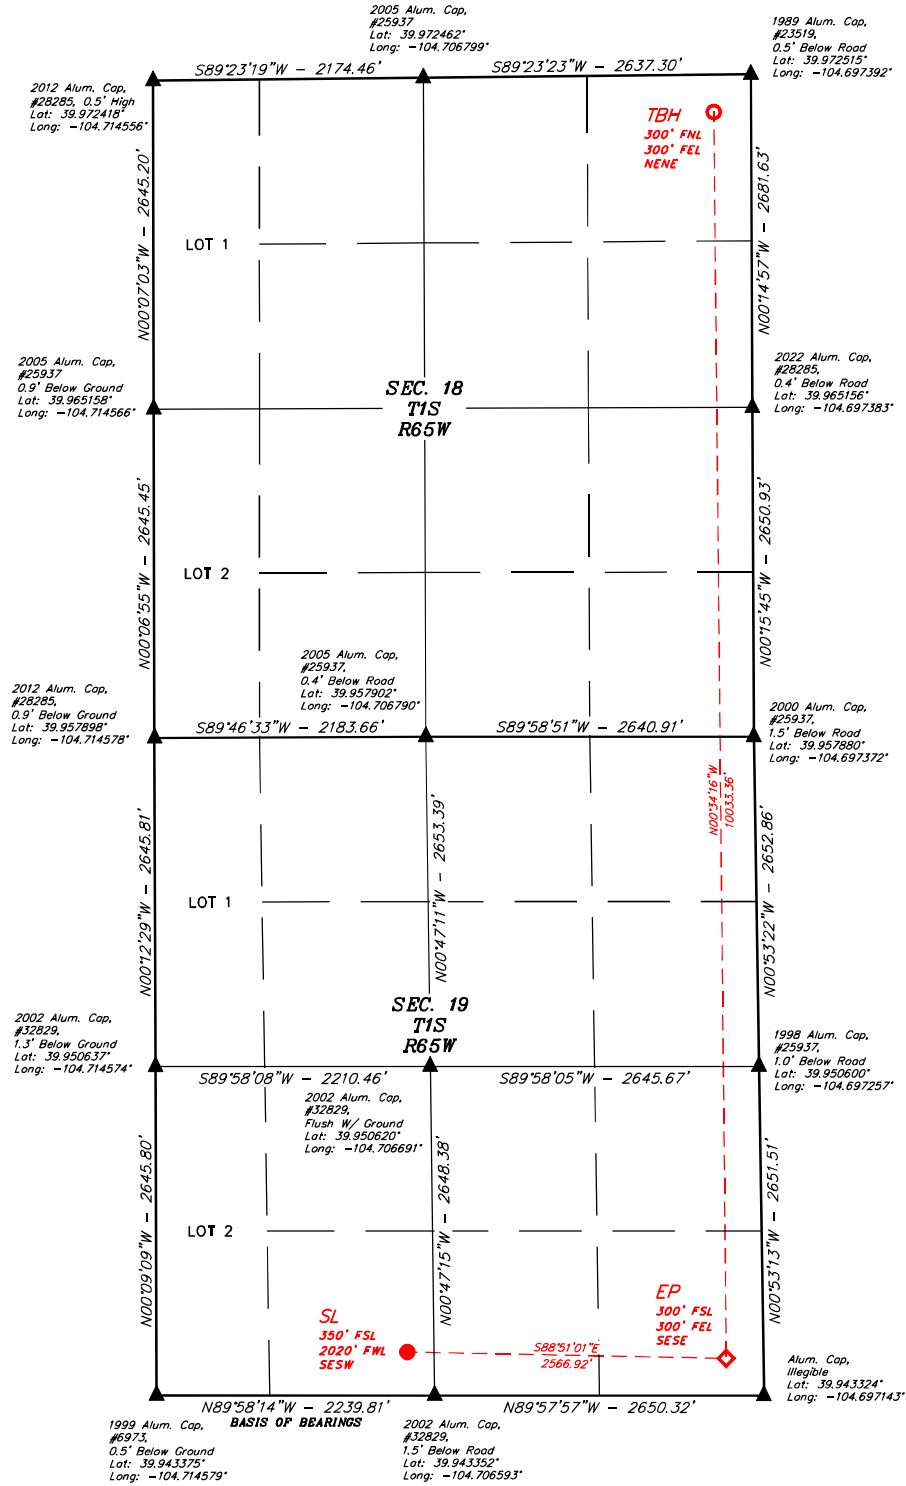 2005 Alum. Cap,
#25937
Lat: 39.972462°
Long: -104.706799°
1989 Alum. Cap,
#23519,
0.5' Below Road
Lat: 39.972515°
Long: -104.697392°
S89°23'19"W - 2174.46'
S89°23'23"W - 2637.30'
2012 Alum. Cap,
#28285, 0.5' High
Lat: 39.972418°
Long: -104.714556°
TBH
300' FNL
300' FEL
NENE
N00°07'03"W - 2645.20'
N00°14'57"W - 2681.63'
LOT 1
2005 Alum. Cap,
#25937
0.9' Below Ground
Lat: 39.965158°
Long: -104.714566°
2022 Alum. Cap,
#28285,
0.4' Below Road
Lat: 39.965156°
Long: -104.697383°
SEC. 18
T1S
R65W
N00°06'55"W - 2645.45'
N00°15'45"W - 2650.93'
LOT 2
2005 Alum. Cap,
#25937,
0.4' Below Road
Lat: 39.957902°
Long: -104.706790°
2012 Alum. Cap,
#28285,
0.9' Below Ground
Lat: 39.957898°
Long: -104.714578°
2000 Alum. Cap,
#25937,
1.5' Below Road
Lat: 39.957880°
Long: -104.697372°
S89°46'33"W - 2183.66'
S89°58'51"W - 2640.91'
N00°34'16"W
10033.36'
N00°12'29"W - 2645.81'
N00°47'11"W - 2653.39'
N00°53'22"W - 2652.86'
LOT 1
SEC. 19
T1S
R65W
2002 Alum. Cap,
#32829,
1.3' Below Ground
Lat: 39.950637°
Long: -104.714574°
1998 Alum. Cap,
#25937,
1.0' Below Road
Lat: 39.950600°
Long: -104.697257°
S89°58'08"W - 2210.46'
S89°58'05"W - 2645.67'
2002 Alum. Cap,
#32829,
Flush W/ Ground
Lat: 39.950620°
Long: -104.706691°
N00°09'09"W - 2645.80'
N00°47'15"W - 2648.38'
N00°53'13"W - 2651.51'
LOT 2
SL
350' FSL
2020' FWL
SESW
EP
300' FSL
300' FEL
SESE
S88°51'01"E
2566.92'
Alum. Cap,
Illegible
Lat: 39.943324°
Long: -104.697143°
N89°58'14"W - 2239.81'
BASIS OF BEARINGS
N89°57'57"W - 2650.32'
1999 Alum. Cap,
#6973,
0.5' Below Ground
Lat: 39.943375°
Long: -104.714579°
2002 Alum. Cap,
#32829,
1.5' Below Road
Lat: 39.943352°
Long: -104.706593°